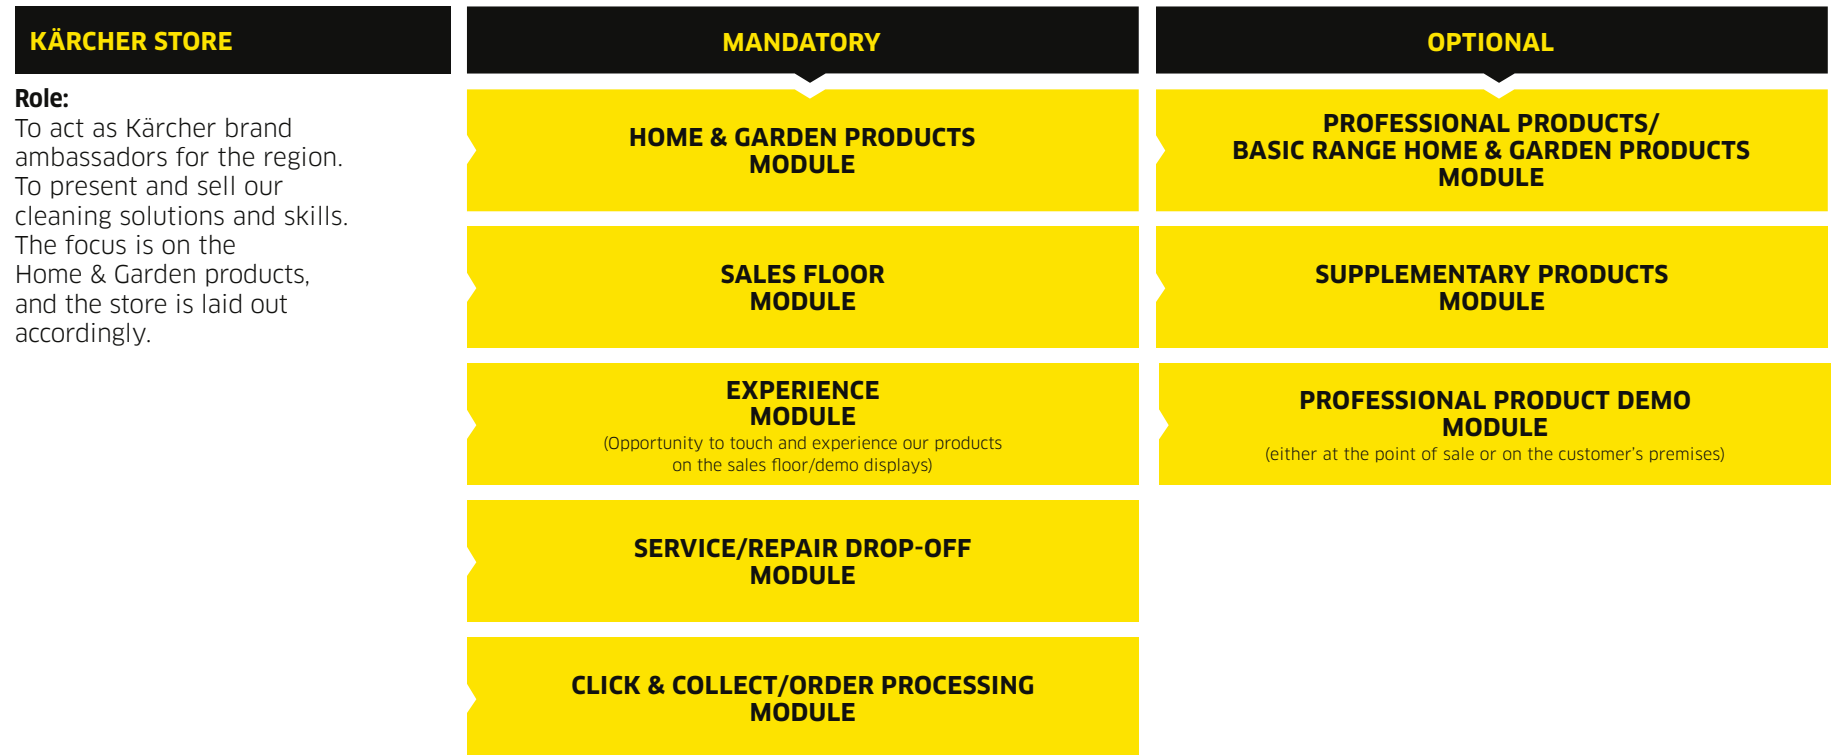 KÄRCHER STORE
Role:
To act as Kärcher brand
ambassadors for the region.
To present and sell our
cleaning solutions and skills.
The focus is on the
Home & Garden products,
and the store is laid out
accordingly.
MANDATORY
HOME & GARDEN PRODUCTS
MODULE
SALES FLOOR
MODULE
EXPERIENCE
MODULE
(Opportunity to touch and experience our products
on the sales floor/demo displays)
SERVICE/REPAIR DROP-OFF
MODULE
CLICK & COLLECT/ORDER PROCESSING
MODULE
OPTIONAL
PROFESSIONAL PRODUCTS/
BASIC RANGE HOME & GARDEN PRODUCTS
MODULE
SUPPLEMENTARY PRODUCTS
MODULE
PROFESSIONAL PRODUCT DEMO
MODULE
(either at the point of sale or on the customer's premises)